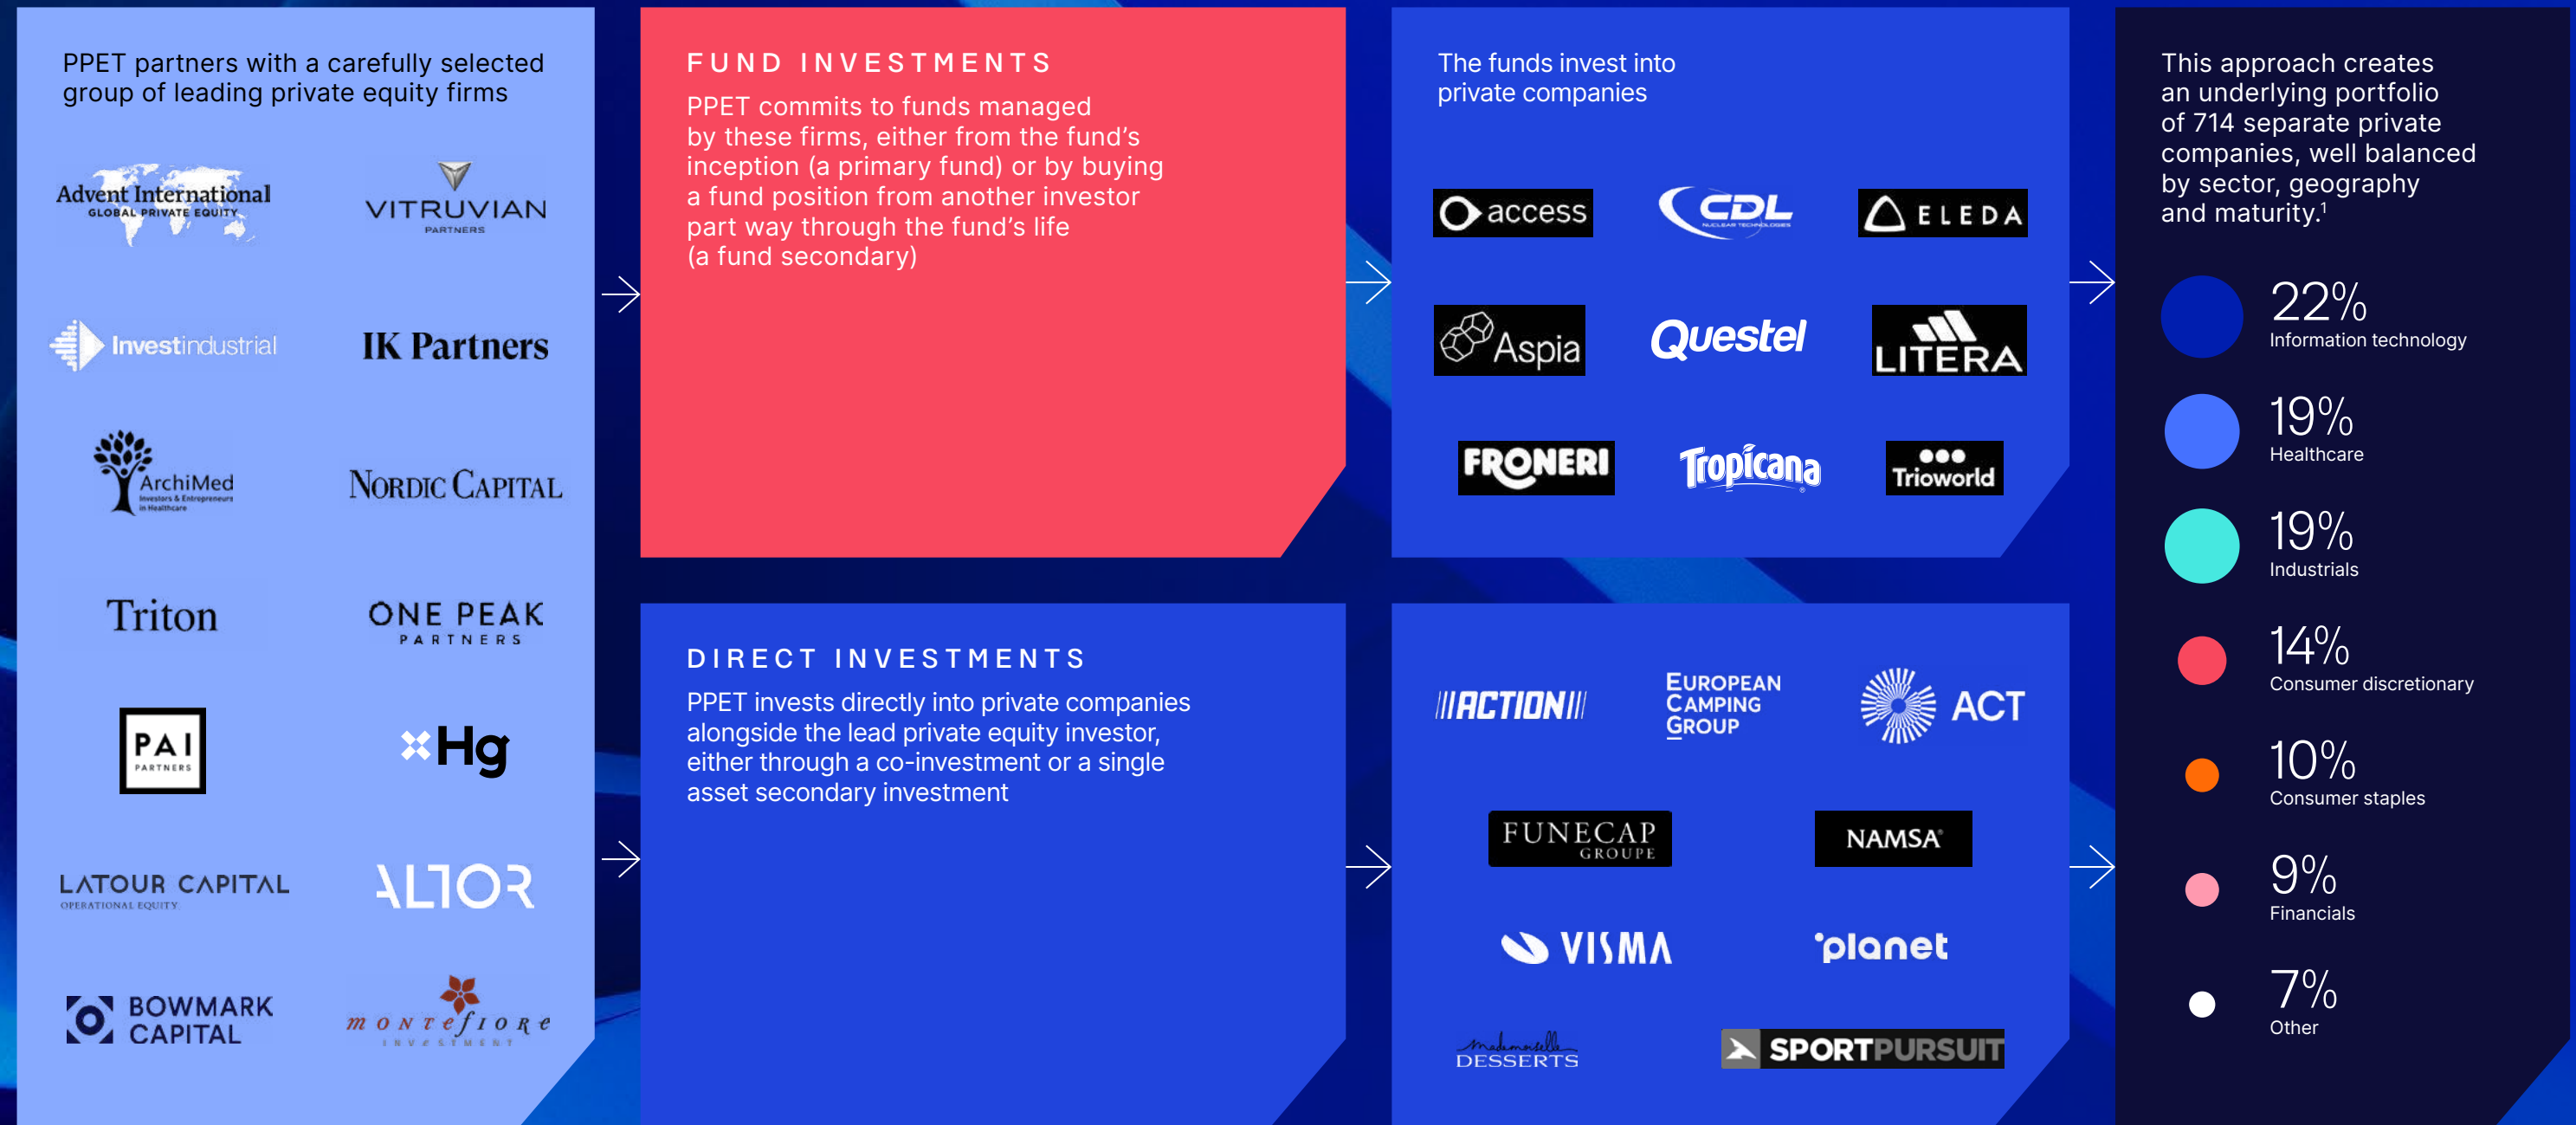 PPET partners with a carefully selected
group of leading private equity firms
Advent International
GLOBAL PRIVATE EQUITY
VITRUVIAN
PARTNERS
Investindustrial
IK Partners
ArchiMed
Investors & Entrepreneurs
in Healthcare
NORDIC CAPITAL
Triton
ONE PEAK
PARTNERS
PAI
PARTNERS
Hg
LATOUR CAPITAL
OPERATIONAL EQUITY
ALTOR
BOWMARK
CAPITAL
montefiore
INVESTMENT
FUND INVESTMENTS
PPET commits to funds managed
by these firms, either from the fund’s
inception (a primary fund) or by buying
a fund position from another investor
part way through the fund’s life
(a fund secondary)
DIRECT INVESTMENTS
PPET invests directly into private companies
alongside the lead private equity investor,
either through a co-investment or a single
asset secondary investment
The funds invest into
private companies
access
CDL
NUCLEAR TECHNOLOGIES
ELEDA
Aspia
Questel
LITERA
FRONERI
Tropicana
Trioworld
ACTION
EUROPEAN
CAMPING
GROUP
ACT
FUNECAP
GROUPE
NAMSA®
VISMA
planet
Mademoiselle
DESSERTS
SPORTPURSUIT
This approach creates
an underlying portfolio
of 714 separate private
companies, well balanced
by sector, geography
and maturity.1
22%
Information technology
19%
Healthcare
19%
Industrials
14%
Consumer discretionary
10%
Consumer staples
9%
Financials
7%
Other